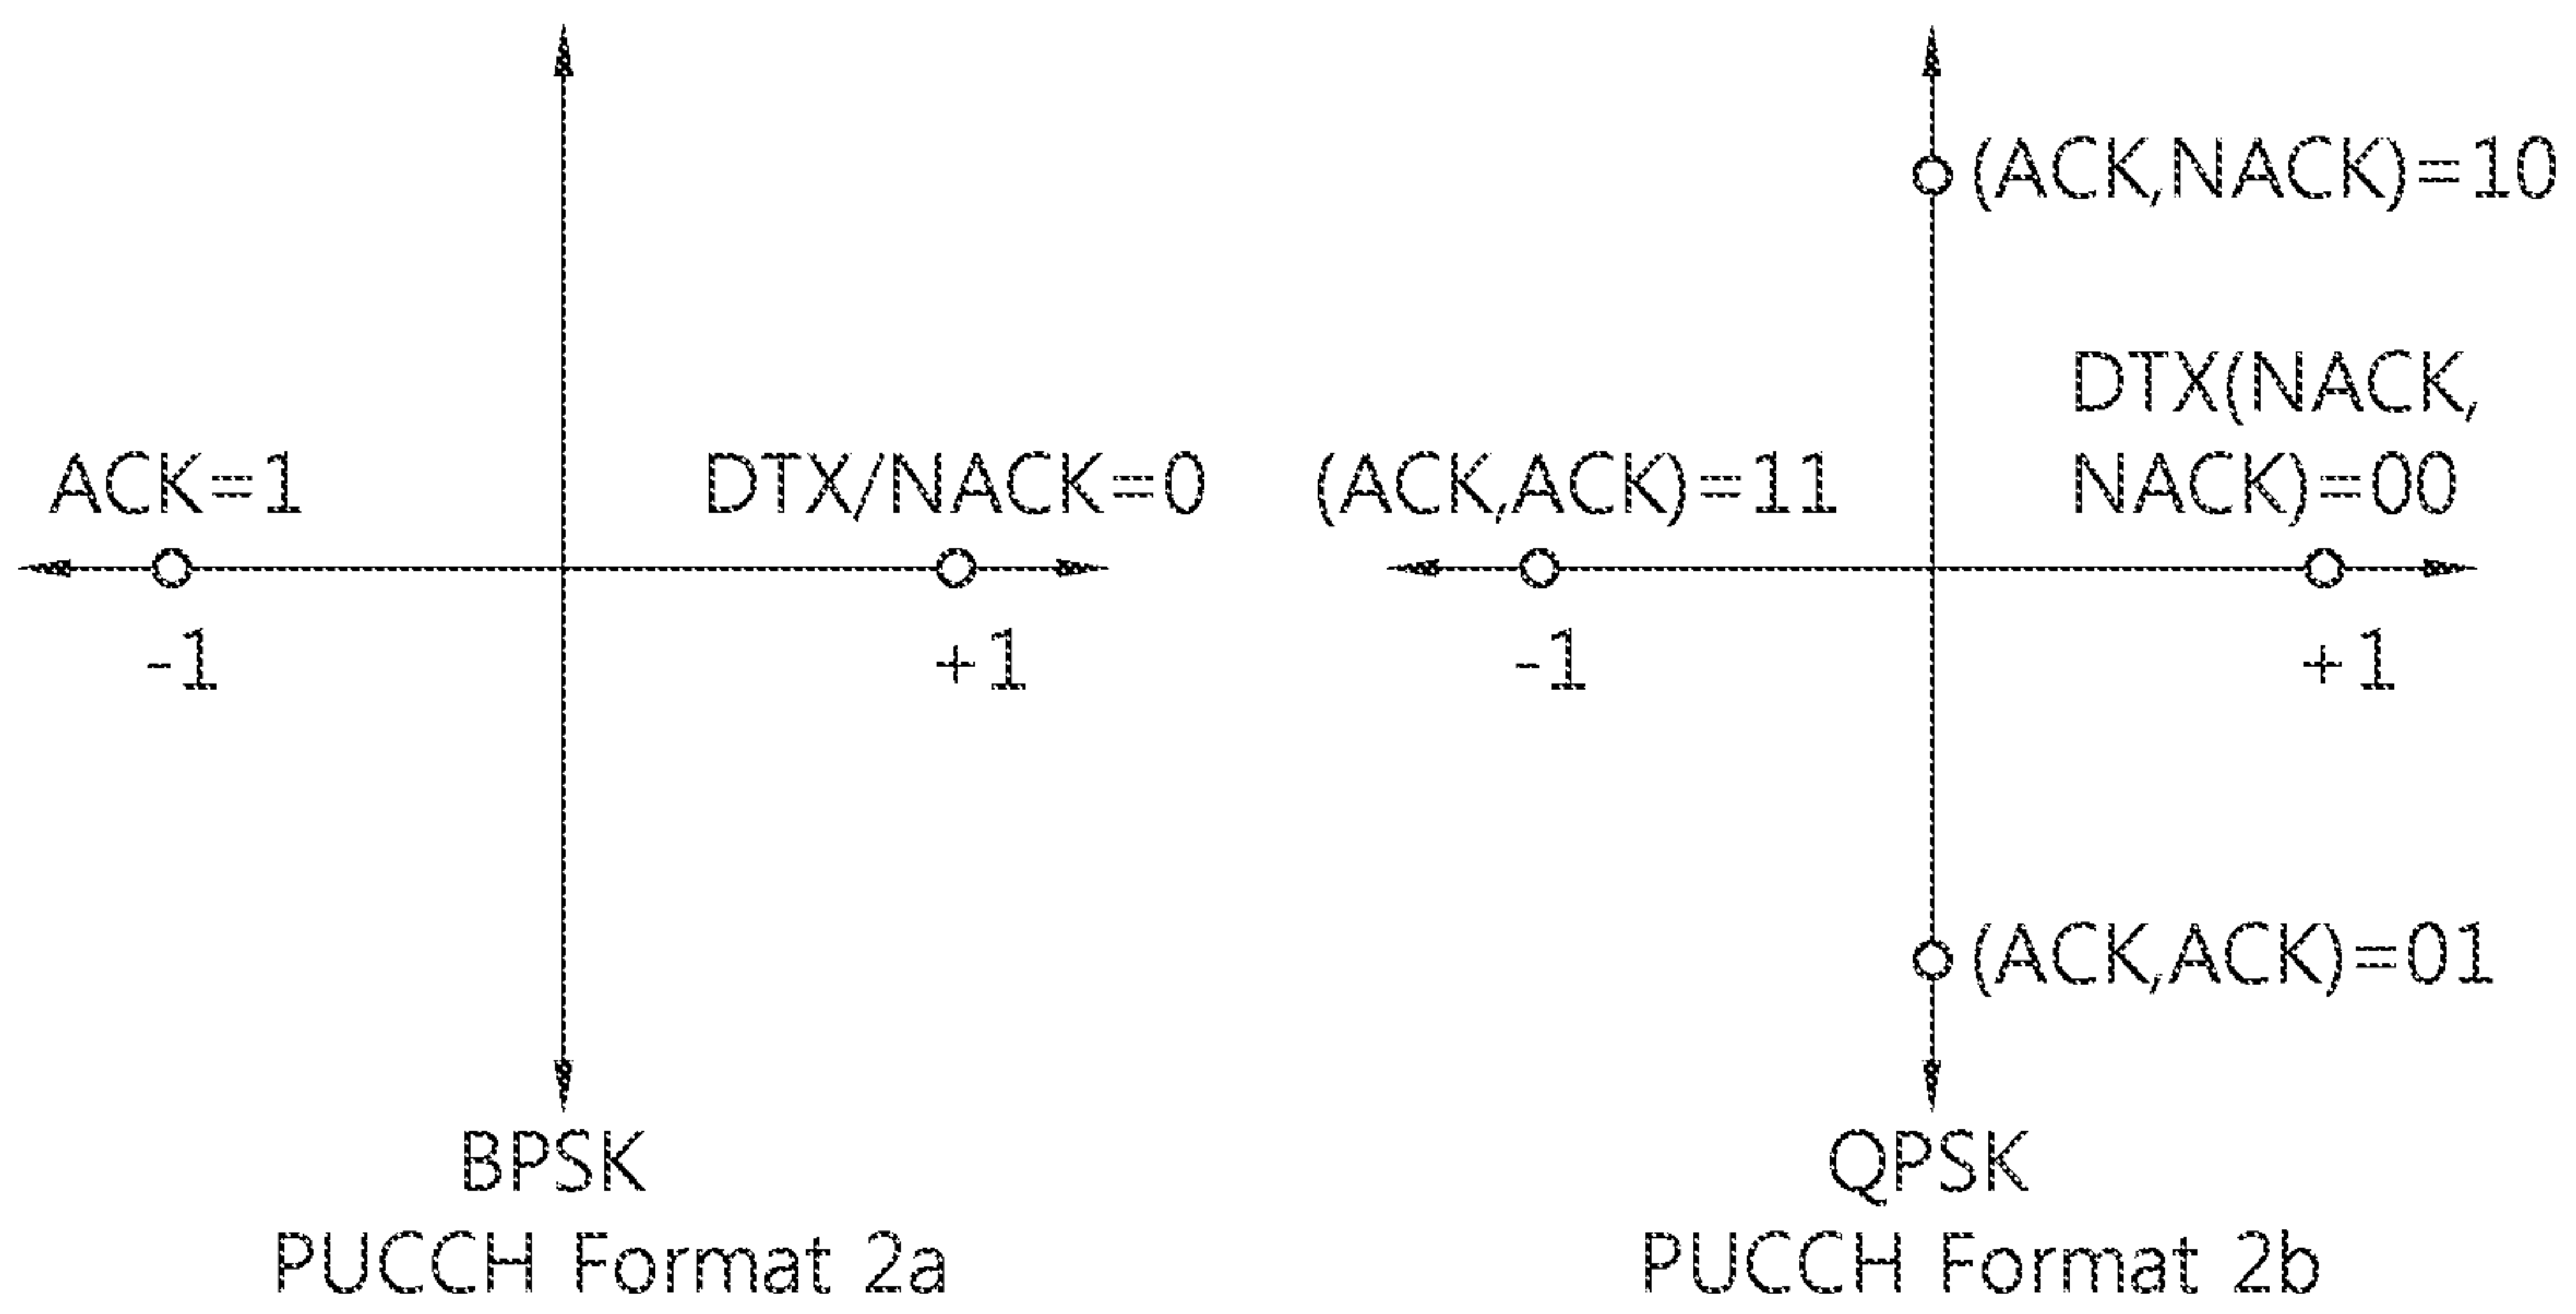 ACK=1
DTX/NACK=0
-1
+1
BPSK
PUCCH Format 2a
(ACK,NACK)=10
DTX(NACK,
NACK)=00
(ACK,ACK)=11
-1
+1
(ACK,ACK)=01
QPSK
PUCCH Format 2b